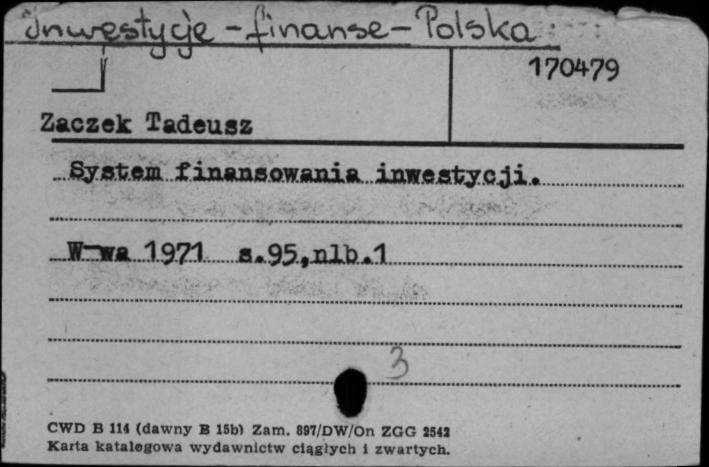 Inwestycje - finanse - Polska
170479
Zaczek Tadeusz
System finansowania inwestycji.
W-wa 1971 s.95,nlb.1
3
CWD B 114 (dawny B 15b) Zam. 897/DW/On ZGG 2542
Karta katalogowa wydawnictw ciągłych i zwartych.